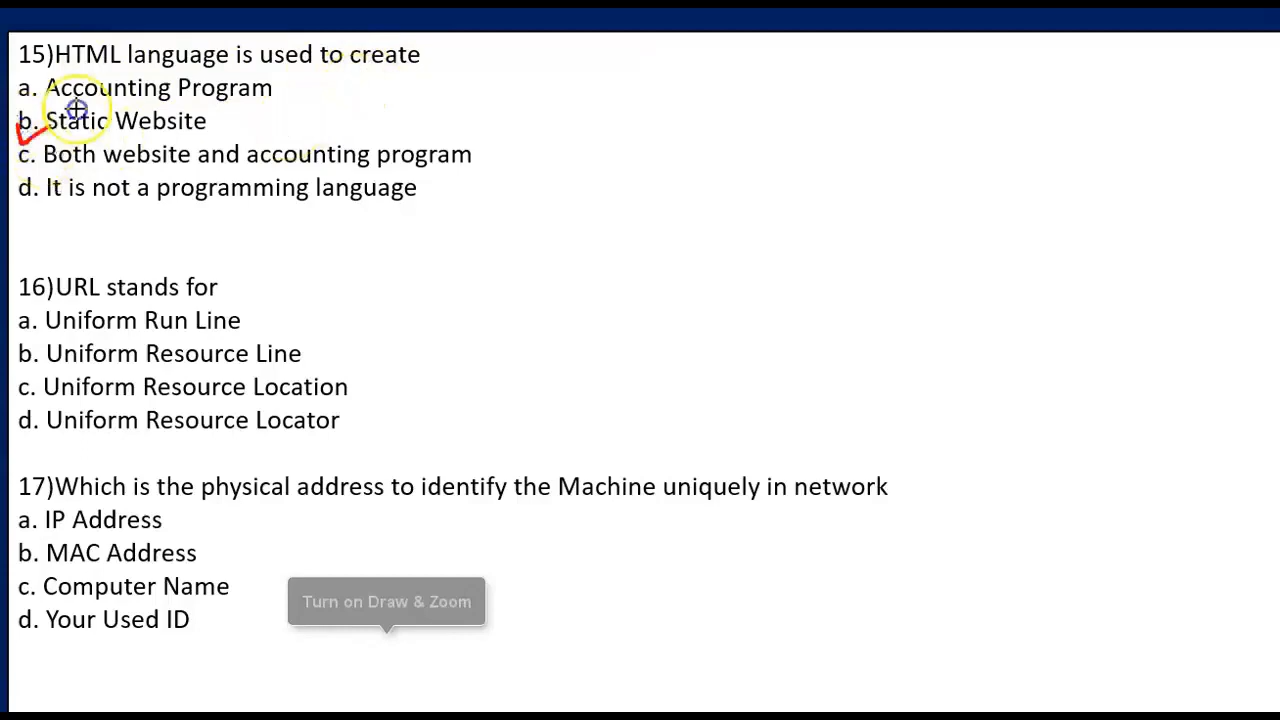 15)HTML language is used to create
a. Accounting Program
b. Static Website
c. Both website and accounting program
d. It is not a programming language
16)URL stands for
a. Uniform Run Line
b. Uniform Resource Line
c. Uniform Resource Location
d. Uniform Resource Locator
17)Which is the physical address to identify the Machine uniquely in network
a. IP Address
b. MAC Address
c. Computer Name
d. Your Used ID
Turn on Draw & Zoom